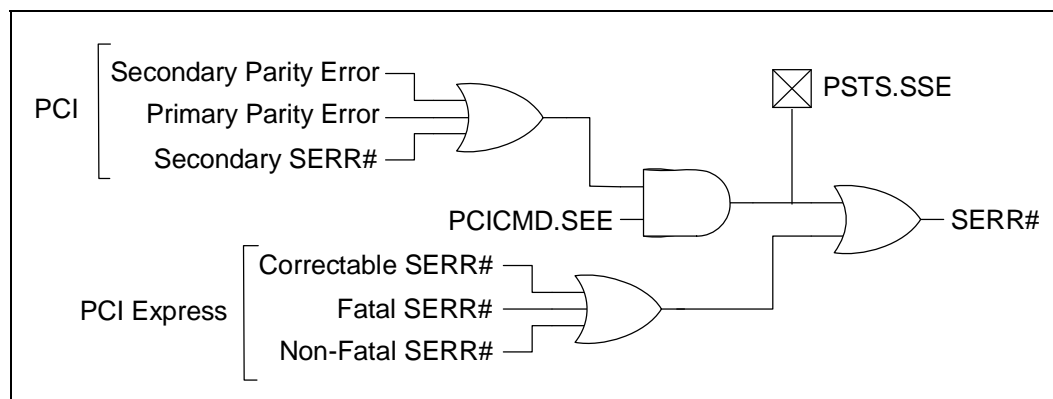 Secondary Parity Error
PCI
Primary Parity Error
Secondary SERR#
PSTS.SSE
PCICMD.SEE
SERR#
Correctable SERR#
PCI Express
Fatal SERR#
Non-Fatal SERR#